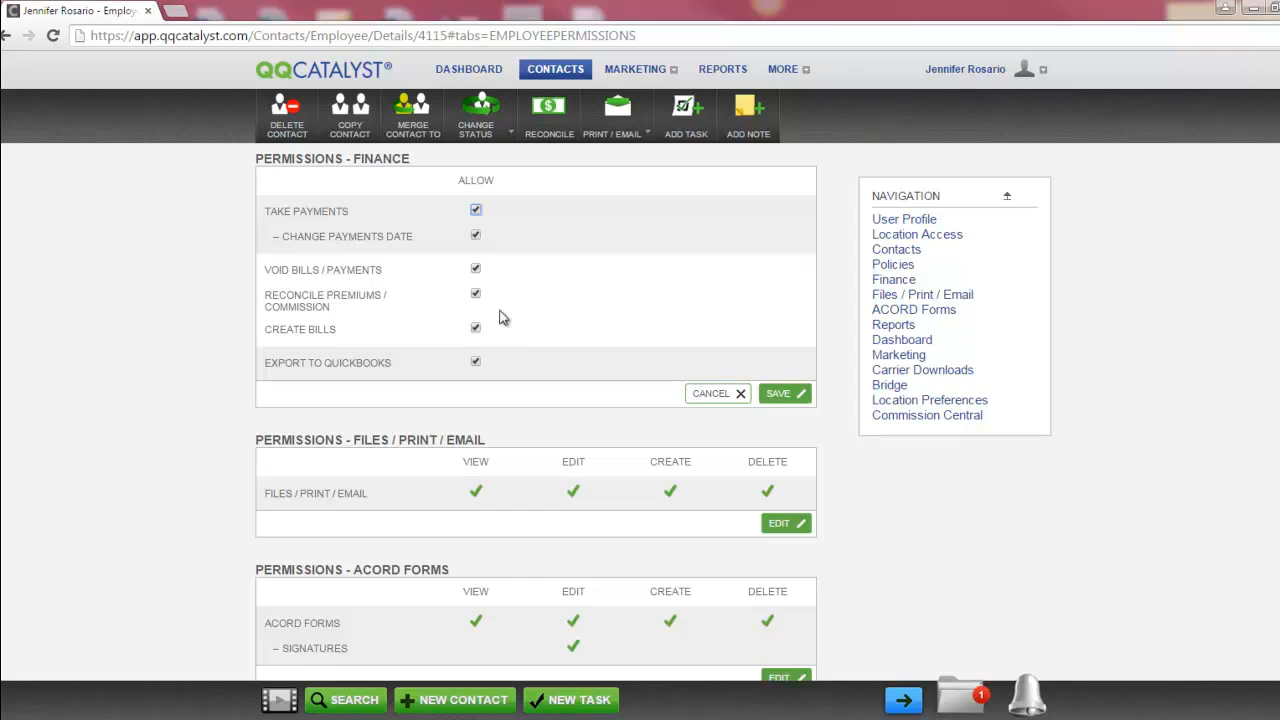 Jennifer Rosario - Employ
https://app.qqcatalyst.com/Contacts/Employee/Details/4115#tabs=EMPLOYEEPERMISSIONS
QQCATALYST®
DASHBOARD
CONTACTS
MARKETING
REPORTS
MORE
Jennifer Rosario
DELETE
CONTACT
COPY
CONTACT
MERGE
CONTACT TO
CHANGE
STATUS
RECONCILE
PRINT / EMAIL
ADD TASK
ADD NOTE
PERMISSIONS - FINANCE
ALLOW
TAKE PAYMENTS
– CHANGE PAYMENTS DATE
VOID BILLS / PAYMENTS
RECONCILE PREMIUMS /
COMMISSION
CREATE BILLS
EXPORT TO QUICKBOOKS
CANCEL
SAVE
PERMISSIONS - FILES / PRINT / EMAIL
VIEW EDIT CREATE DELETE
FILES / PRINT / EMAIL
EDIT
PERMISSIONS - ACORD FORMS
VIEW EDIT CREATE DELETE
ACORD FORMS
– SIGNATURES
EDIT
NAVIGATION
User Profile
Location Access
Contacts
Policies
Finance
Files / Print / Email
ACORD Forms
Reports
Dashboard
Marketing
Carrier Downloads
Bridge
Location Preferences
Commission Central
SEARCH
NEW CONTACT
NEW TASK
1